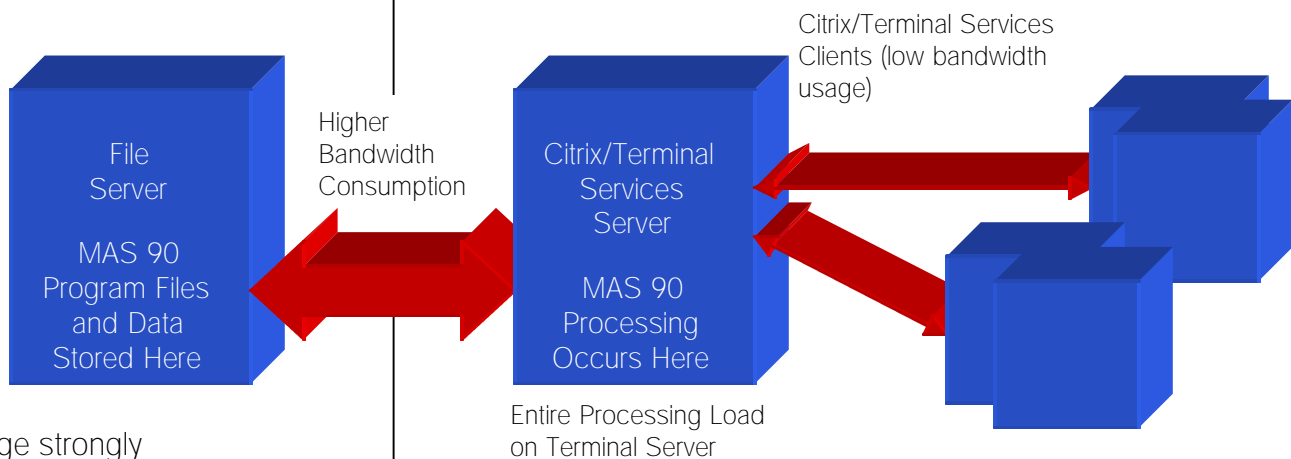 Citrix/Terminal Services
Clients (low bandwidth
usage)
File
Server
MAS 90
Program Files
and Data
Stored Here
Higher
Bandwidth
Consumption
Citrix/Terminal
Services
Server
MAS 90
Processing
Occurs Here
Entire Processing Load
on Terminal Server
strongly